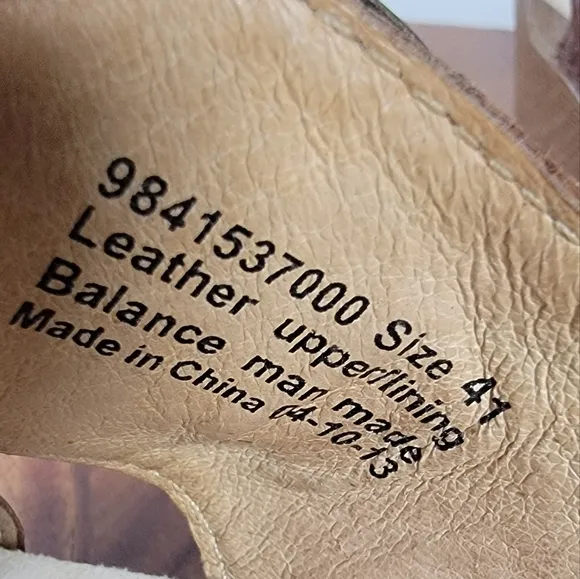 9841537000 Size 41
Leather upper/lining
Balance man made
Made in China 04-10-13